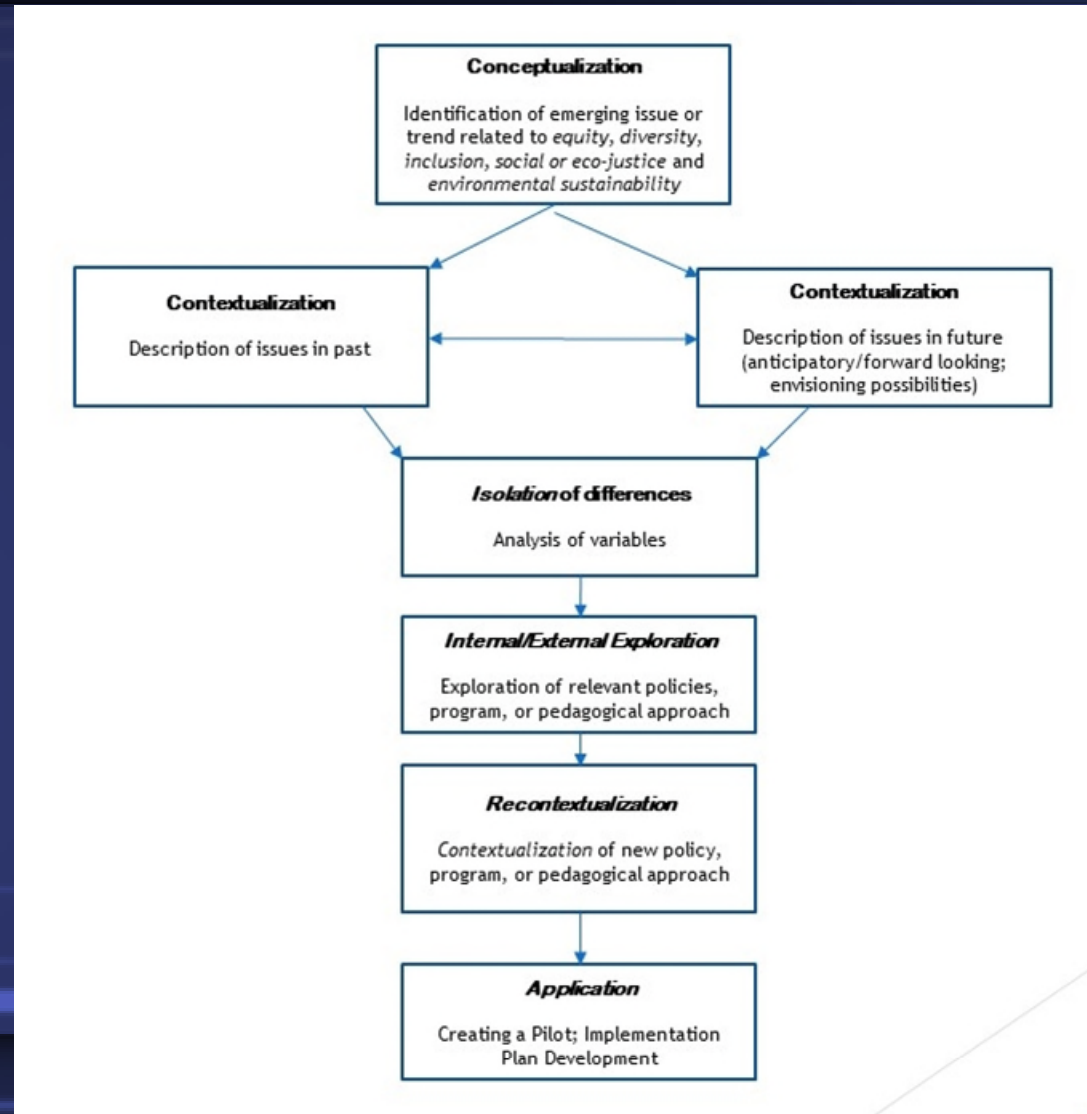 Conceptualization
Identification of emerging issue or
trend related to equity, diversity,
inclusion, social or eco-justice and
environmental sustainability
Contextualization
Description of issues in past
Contextualization
Description of issues in future
(anticipatory/forward looking;
envisioning possibilities)
Isolation of differences
Analysis of variables
Internal/External Exploration
Exploration of relevant policies,
program, or pedagogical approach
Recontextualization
Contextualization of new policy,
program, or pedagogical approach
Application
Creating a Pilot; Implementation
Plan Development